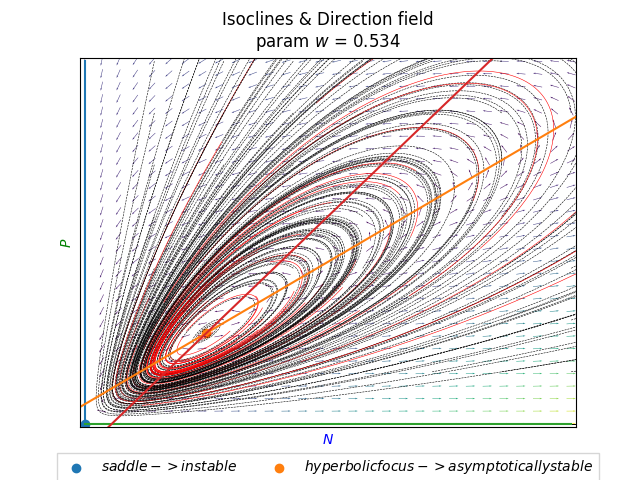 Isoclines & Direction field
param w = 0.534
P
N
saddle−>instable
hyperbolicfocus−>asymptoticallystable